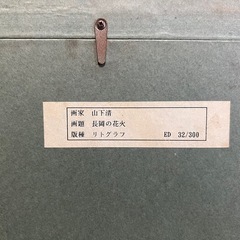 画家 山下清
画題 長岡の花火
版種 リトグラフ ED 32/300